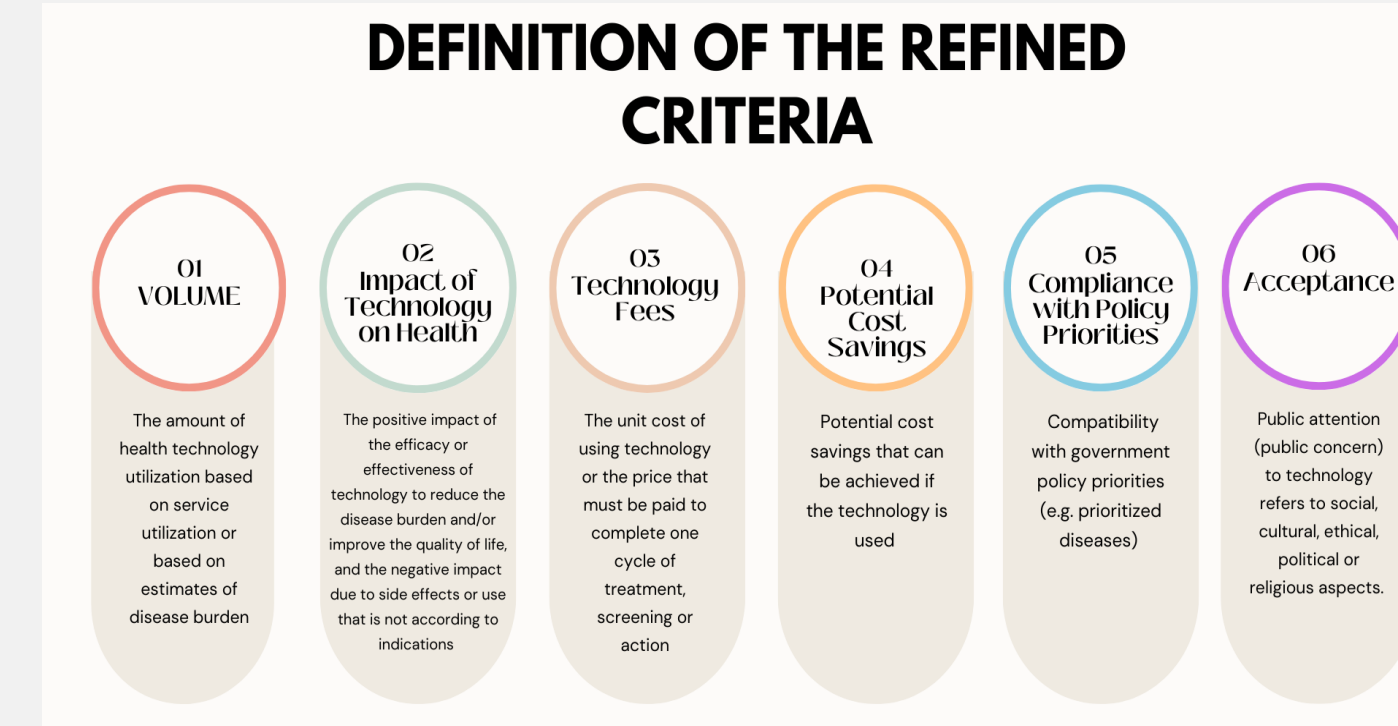 DEFINITION OF THE REFINED
CRITERIA
01
VOLUME
The amount of
health technology
utilization based
on service
utilization or
based on
estimates of
disease burden
02
Impact of
Technology
on Health
The positive impact of
the efficacy or
effectiveness of
technology to reduce the
disease burden and/or
improve the quality of life,
and the negative impact
due to side effects or use
that is not according to
indications
03
Technology
Fees
The unit cost of
using technology
or the price that
must be paid to
complete one
cycle of
treatment,
screening or
action
04
Potential
Cost
Savings
Potential cost
savings that can
be achieved if
the technology is
used
05
Compliance
with Policy
Priorities
Compatibility
with government
policy priorities
(e.g. prioritized
diseases)
06
Acceptance
Public attention
(public concern)
to technology
refers to social,
cultural, ethical,
political or
religious aspects.